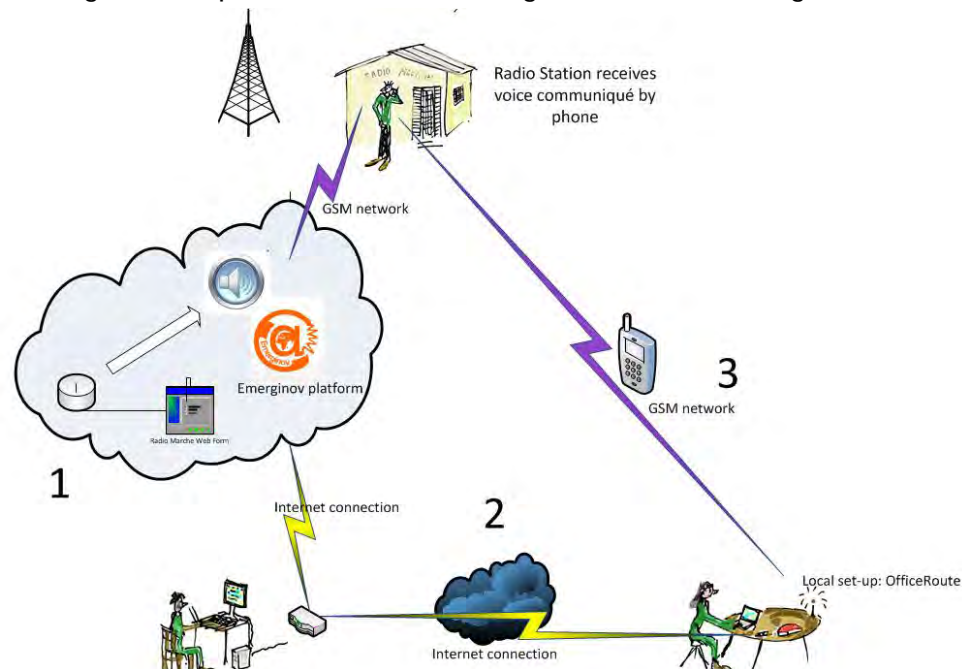 Radio Station receives
voice communiqué by
phone
GSM network
Emerginov
Emerginov platform
Radio Marche Web Form
3
GSM network
1
Internet connection
2
Local set-up: OfficeRoute
Internet connection